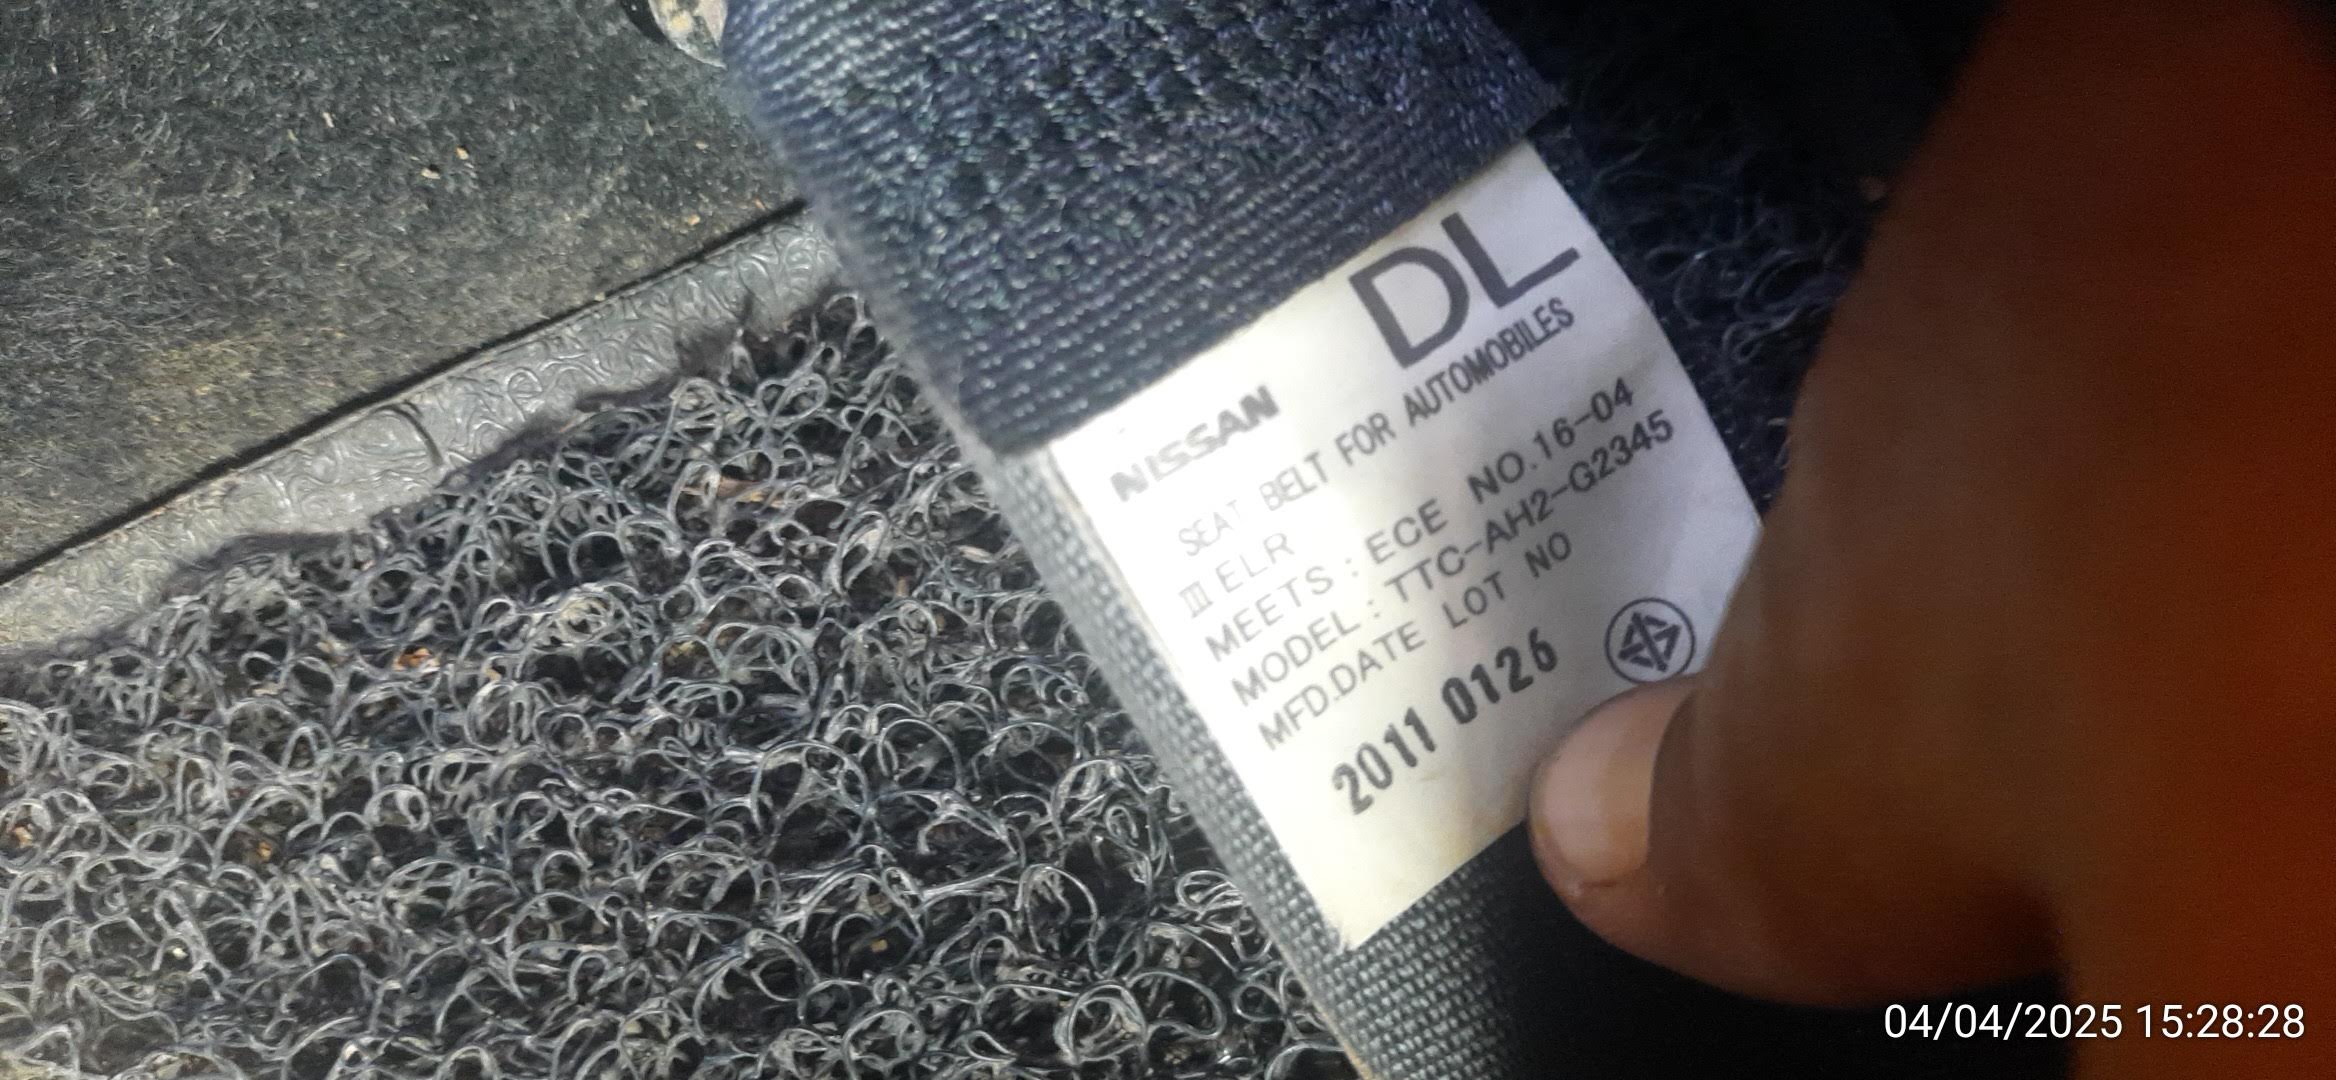 DL
NISSAN
SEAT BELT FOR AUTOMOBILES
III ELR
MEETS : ECE NO.16-04
MODEL : TTC-AH2-G2345
MFD.DATE LOT NO
2011 0126
04/04/2025 15:28:28